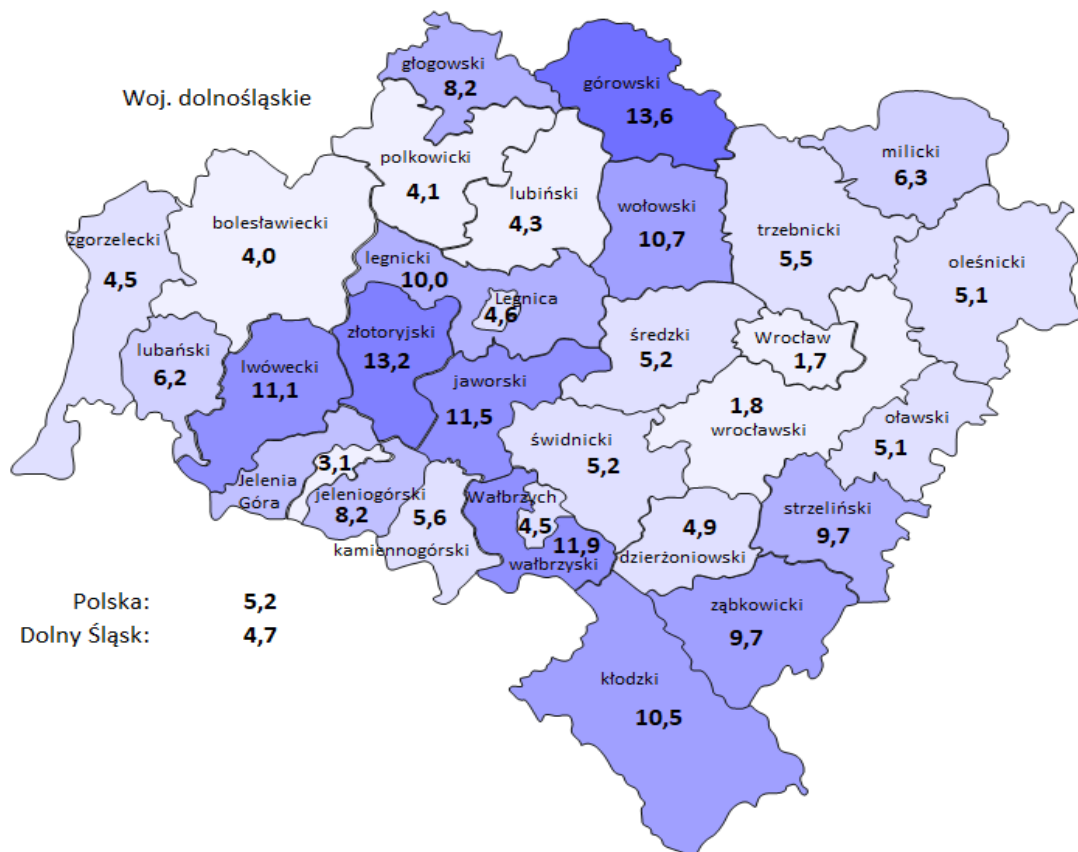 Woj. dolnośląskie
głogowski
8,2
górowski
13,6
polkowicki
4,1
lubiński
4,3
milicki
6,3
bolesławiecki
4,0
wołowski
10,7
trzebnicki
5,5
zgorzelecki
4,5
legnicki
10,0
oleśnicki
5,1
Legnica
4,6
złotoryjski
13,2
średzki
5,2
Wrocław
1,7
lubański
6,2
lwówecki
11,1
jaworski
11,5
1,8
wrocławski
oławski
5,1
świdnicki
5,2
3,1
Jelenia
Góra
jeleniogórski
8,2
5,6
kamiennogórski
Wałbrzych
4,5
11,9
wałbrzyski
4,9
dzierżoniowski
strzeliński
9,7
ząbkowicki
9,7
kłodzki
10,5
Polska: 5,2
Dolny Śląsk: 4,7